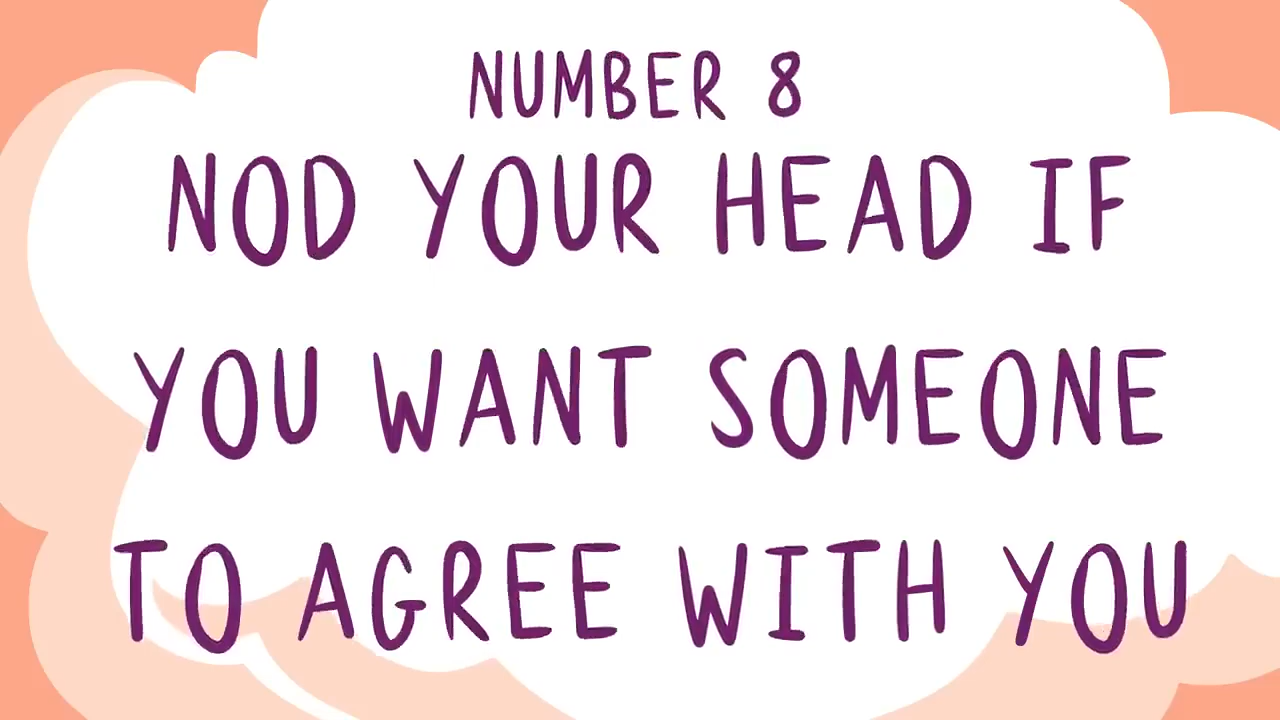 NUMBER 8
NOD YOUR HEAD IF
YOU WANT SOMEONE
TO AGREE WITH YOU